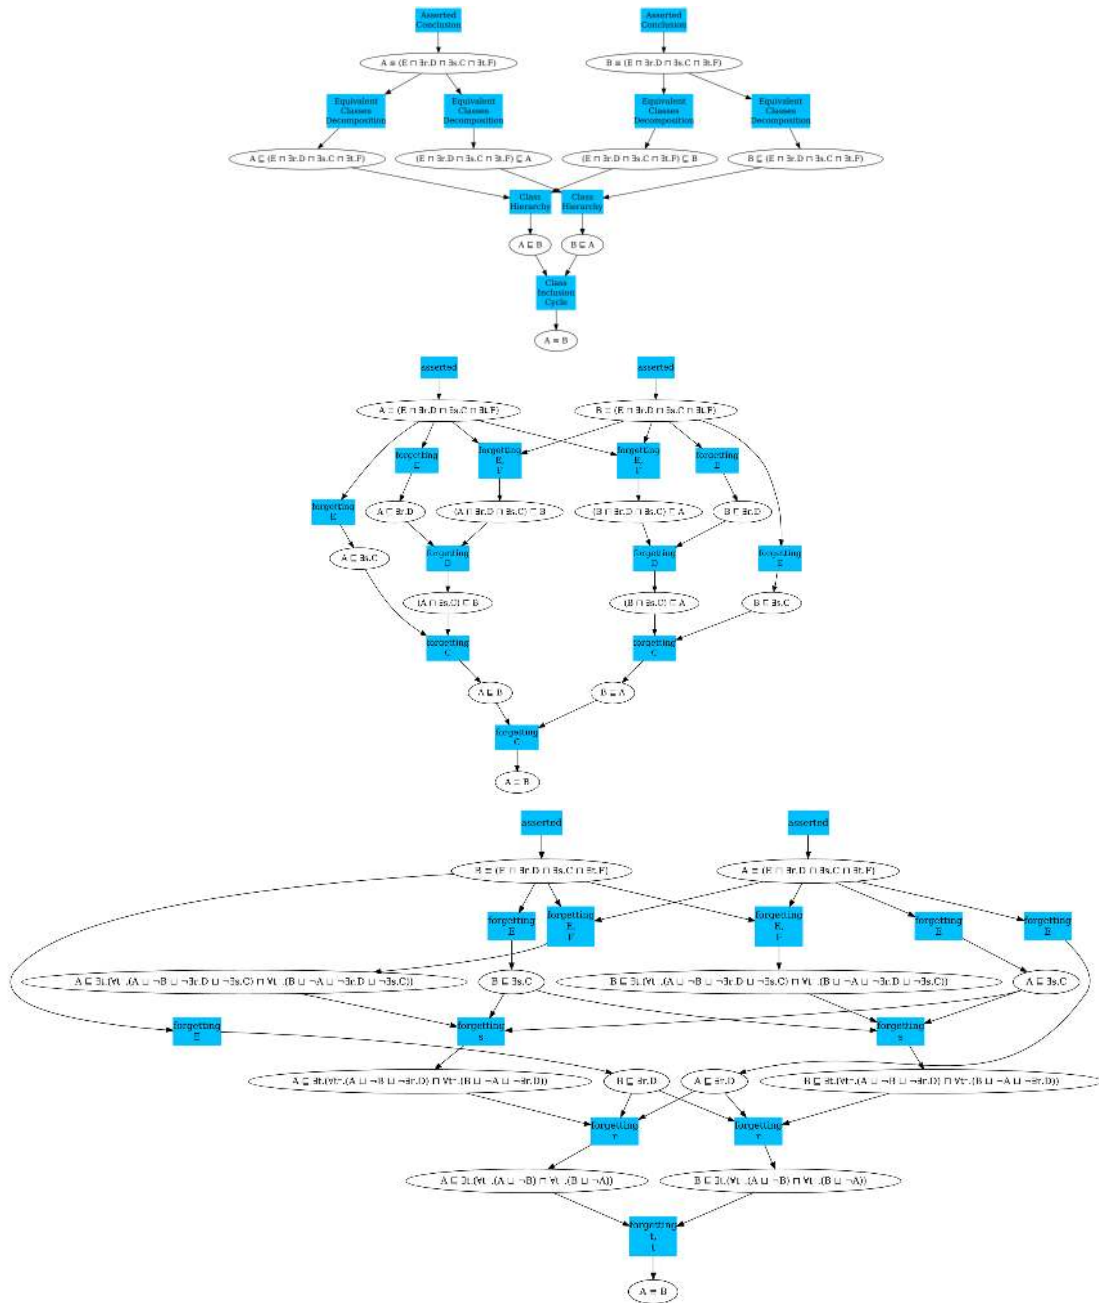 Asserted
Conclusion
Asserted
Conclusion
A ≡ (E ⊓ ∃r.D ⊓ ∃s.C ⊓ ∃t.F)
B ≡ (E ⊓ ∃r.D ⊓ ∃s.C ⊓ ∃t.F)
Equivalent
Classes
Decomposition
Equivalent
Classes
Decomposition
Equivalent
Classes
Decomposition
Equivalent
Classes
Decomposition
A ⊑ (E ⊓ ∃r.D ⊓ ∃s.C ⊓ ∃t.F)
(E ⊓ ∃r.D ⊓ ∃s.C ⊓ ∃t.F) ⊑ A
(E ⊓ ∃r.D ⊓ ∃s.C ⊓ ∃t.F) ⊑ B
B ⊑ (E ⊓ ∃r.D ⊓ ∃s.C ⊓ ∃t.F)
Class
Hierarchy
Class
Hierarchy
A ⊑ B
B ⊑ A
Class
Inclusion
Cycle
A ≡ B
asserted
asserted
A ≡ (E ⊓ ∃r.D ⊓ ∃s.C ⊓ ∃t.F)
B ≡ (E ⊓ ∃r.D ⊓ ∃s.C ⊓ ∃t.F)
forgetting
E
forgetting
E,
F
forgetting
E,
F
forgetting
E
forgetting
E
A ⊑ ∃r.D
(A ⊓ ∃r.D ⊓ ∃s.C) ⊑ B
(B ⊓ ∃r.D ⊓ ∃s.C) ⊑ A
B ⊑ ∃r.D
A ⊑ ∃s.C
forgetting
D
forgetting
D
forgetting
E
(A ⊓ ∃s.C) ⊑ B
(B ⊓ ∃s.C) ⊑ A
B ⊑ ∃s.C
forgetting
C
forgetting
C
A ⊑ B
B ⊑ A
forgetting
C
A ≡ B
asserted
asserted
B ≡ (E ⊓ ∃r.D ⊓ ∃s.C ⊓ ∃t.F)
A ≡ (E ⊓ ∃r.D ⊓ ∃s.C ⊓ ∃t.F)
forgetting
E
forgetting
E,
F
forgetting
E,
F
forgetting
E
forgetting
E
A ⊑ ∃t.(∀t⁻.(A ⊔ ¬B ⊔ ¬∃r.D ⊔ ¬∃s.C) ⊓ ∀t⁻.(B ⊔ ¬A ⊔ ¬∃r.D ⊔ ¬∃s.C))
B ⊑ ∃s.C
B ⊑ ∃t.(∀t⁻.(A ⊔ ¬B ⊔ ¬∃r.D ⊔ ¬∃s.C) ⊓ ∀t⁻.(B ⊔ ¬A ⊔ ¬∃r.D ⊔ ¬∃s.C))
A ⊑ ∃s.C
forgetting
E
forgetting
s
forgetting
s
A ⊑ ∃t.(∀t⁻.(A ⊔ ¬B ⊔ ¬∃r.D) ⊓ ∀t⁻.(B ⊔ ¬A ⊔ ¬∃r.D))
B ⊑ ∃r.D
A ⊑ ∃r.D
B ⊑ ∃t.(∀t⁻.(A ⊔ ¬B ⊔ ¬∃r.D) ⊓ ∀t⁻.(B ⊔ ¬A ⊔ ¬∃r.D))
forgetting
r
forgetting
r
A ⊑ ∃t.(∀t⁻.(A ⊔ ¬B) ⊓ ∀t⁻.(B ⊔ ¬A))
B ⊑ ∃t.(∀t⁻.(A ⊔ ¬B) ⊓ ∀t⁻.(B ⊔ ¬A))
forgetting
t,
t
A ≡ B